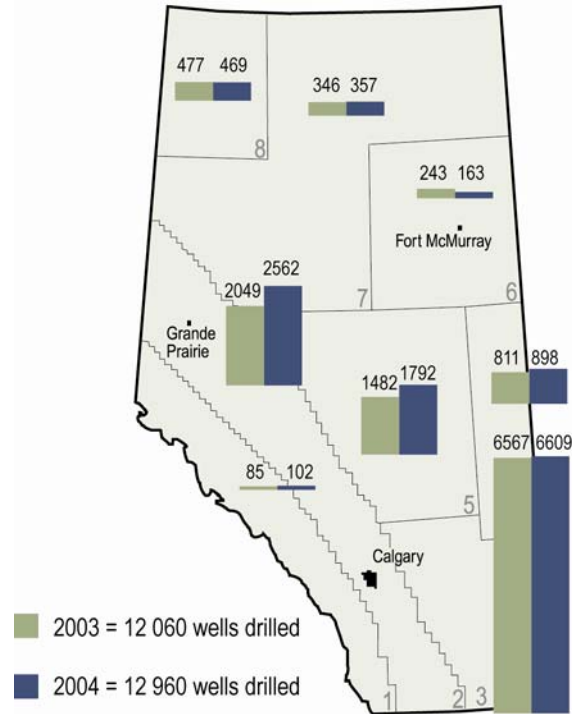 477 469
346 357
8
243 163
Fort McMurray
2562
2049
7
6
Grande
Prairie
811 898
1482 1792
6567 6609
85 102
5
Calgary
2003 = 12 060 wells drilled
2004 = 12 960 wells drilled
1 2 3